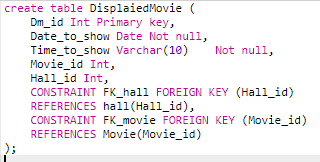 create table DisplaiedMovie (
Dm_id Int Primary key,
Date_to_show Date Not null,
Time_to_show Varchar(10) Not null,
Movie_id Int,
Hall_id Int,
CONSTRAINT FK_hall FOREIGN KEY (Hall_id)
REFERENCES hall(Hall_id),
CONSTRAINT FK_movie FOREIGN KEY (Movie_id)
REFERENCES Movie(Movie_id)
);